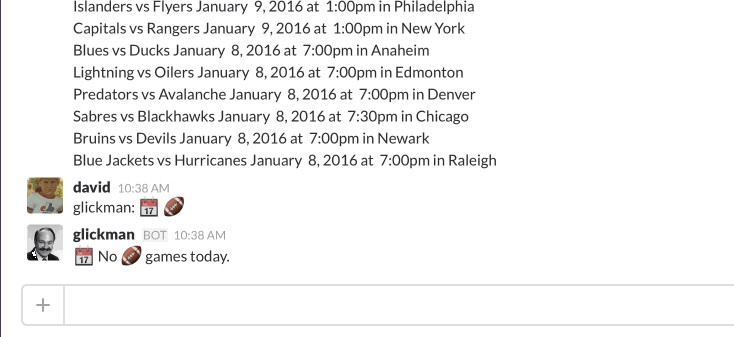 Islanders vs Flyers January 9, 2016 at 1:00pm in Philadelphia
Capitals vs Rangers January 9, 2016 at 1:00pm in New York
Blues vs Ducks January 8, 2016 at 7:00pm in Anaheim
Lightning vs Oilers January 8, 2016 at 7:00pm in Edmonton
Predators vs Avalanche January 8, 2016 at 7:00pm in Denver
Sabres vs Blackhawks January 8, 2016 at 7:30pm in Chicago
Bruins vs Devils January 8, 2016 at 7:00pm in Newark
Blue Jackets vs Hurricanes January 8, 2016 at 7:00pm in Raleigh
david 10:38 AM
glickman: 📅 🏈
glickman BOT 10:38 AM
📅 No 🏈 games today.